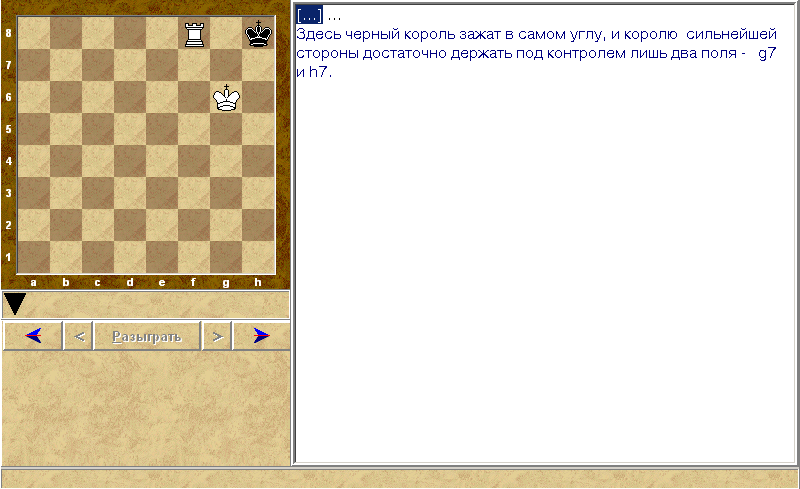 [...] ...
Здесь черный король зажат в самом углу, и королю сильнейшей
стороны достаточно держать под контролем лишь два поля - g7
и h7.
8
7
6
5
4
3
2
1
a b c d e f g h
< Разыграть >